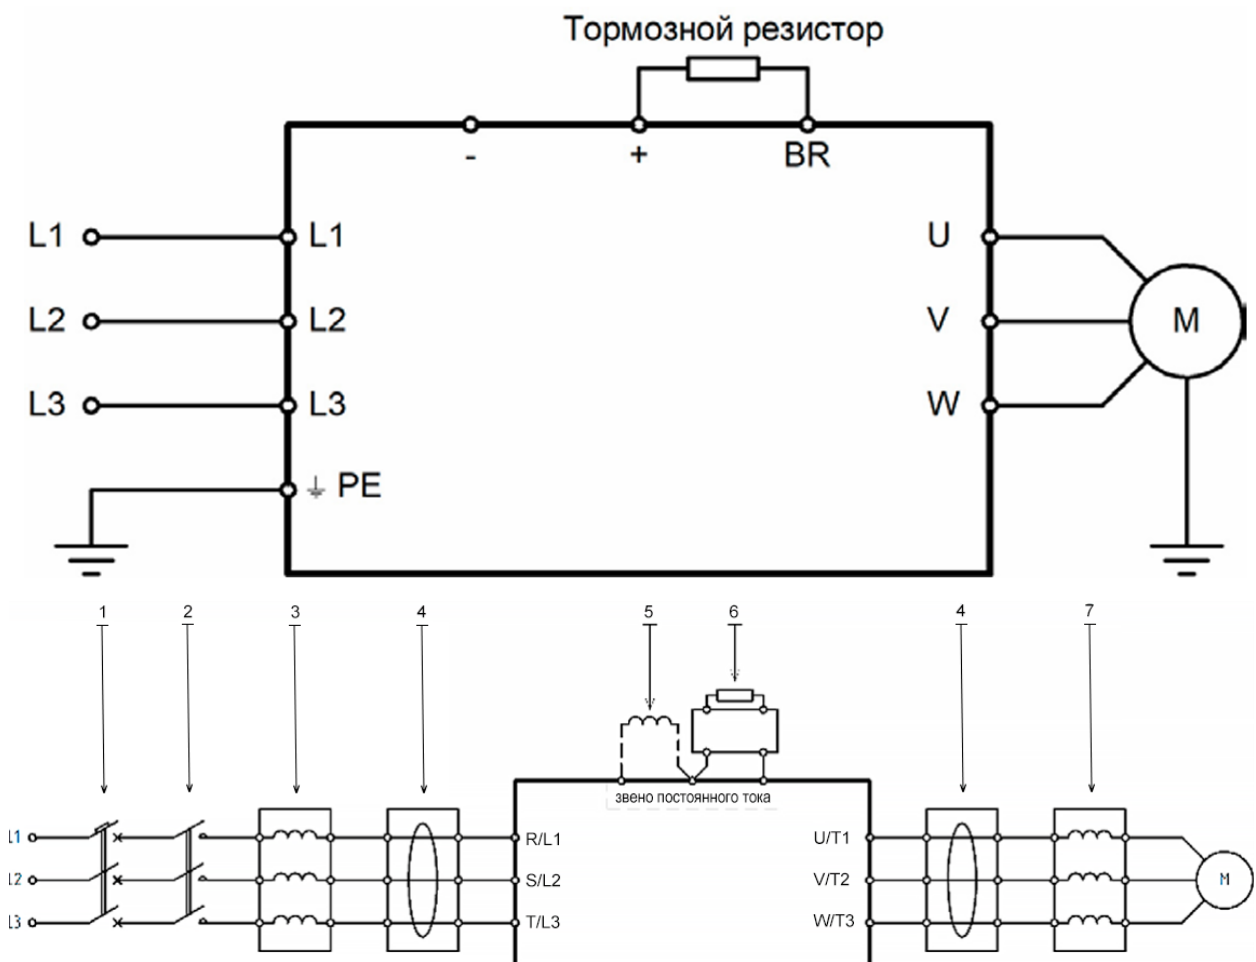 Тормозной резистор
- + BR
L1 L1 U
L2 L2 V M
L3 L3 W
PE
1 2 3 4 5 6 4 7
звено постоянного тока
L1 R/L1 U/T1
L2 S/L2 V/T2 M
L3 T/L3 W/T3